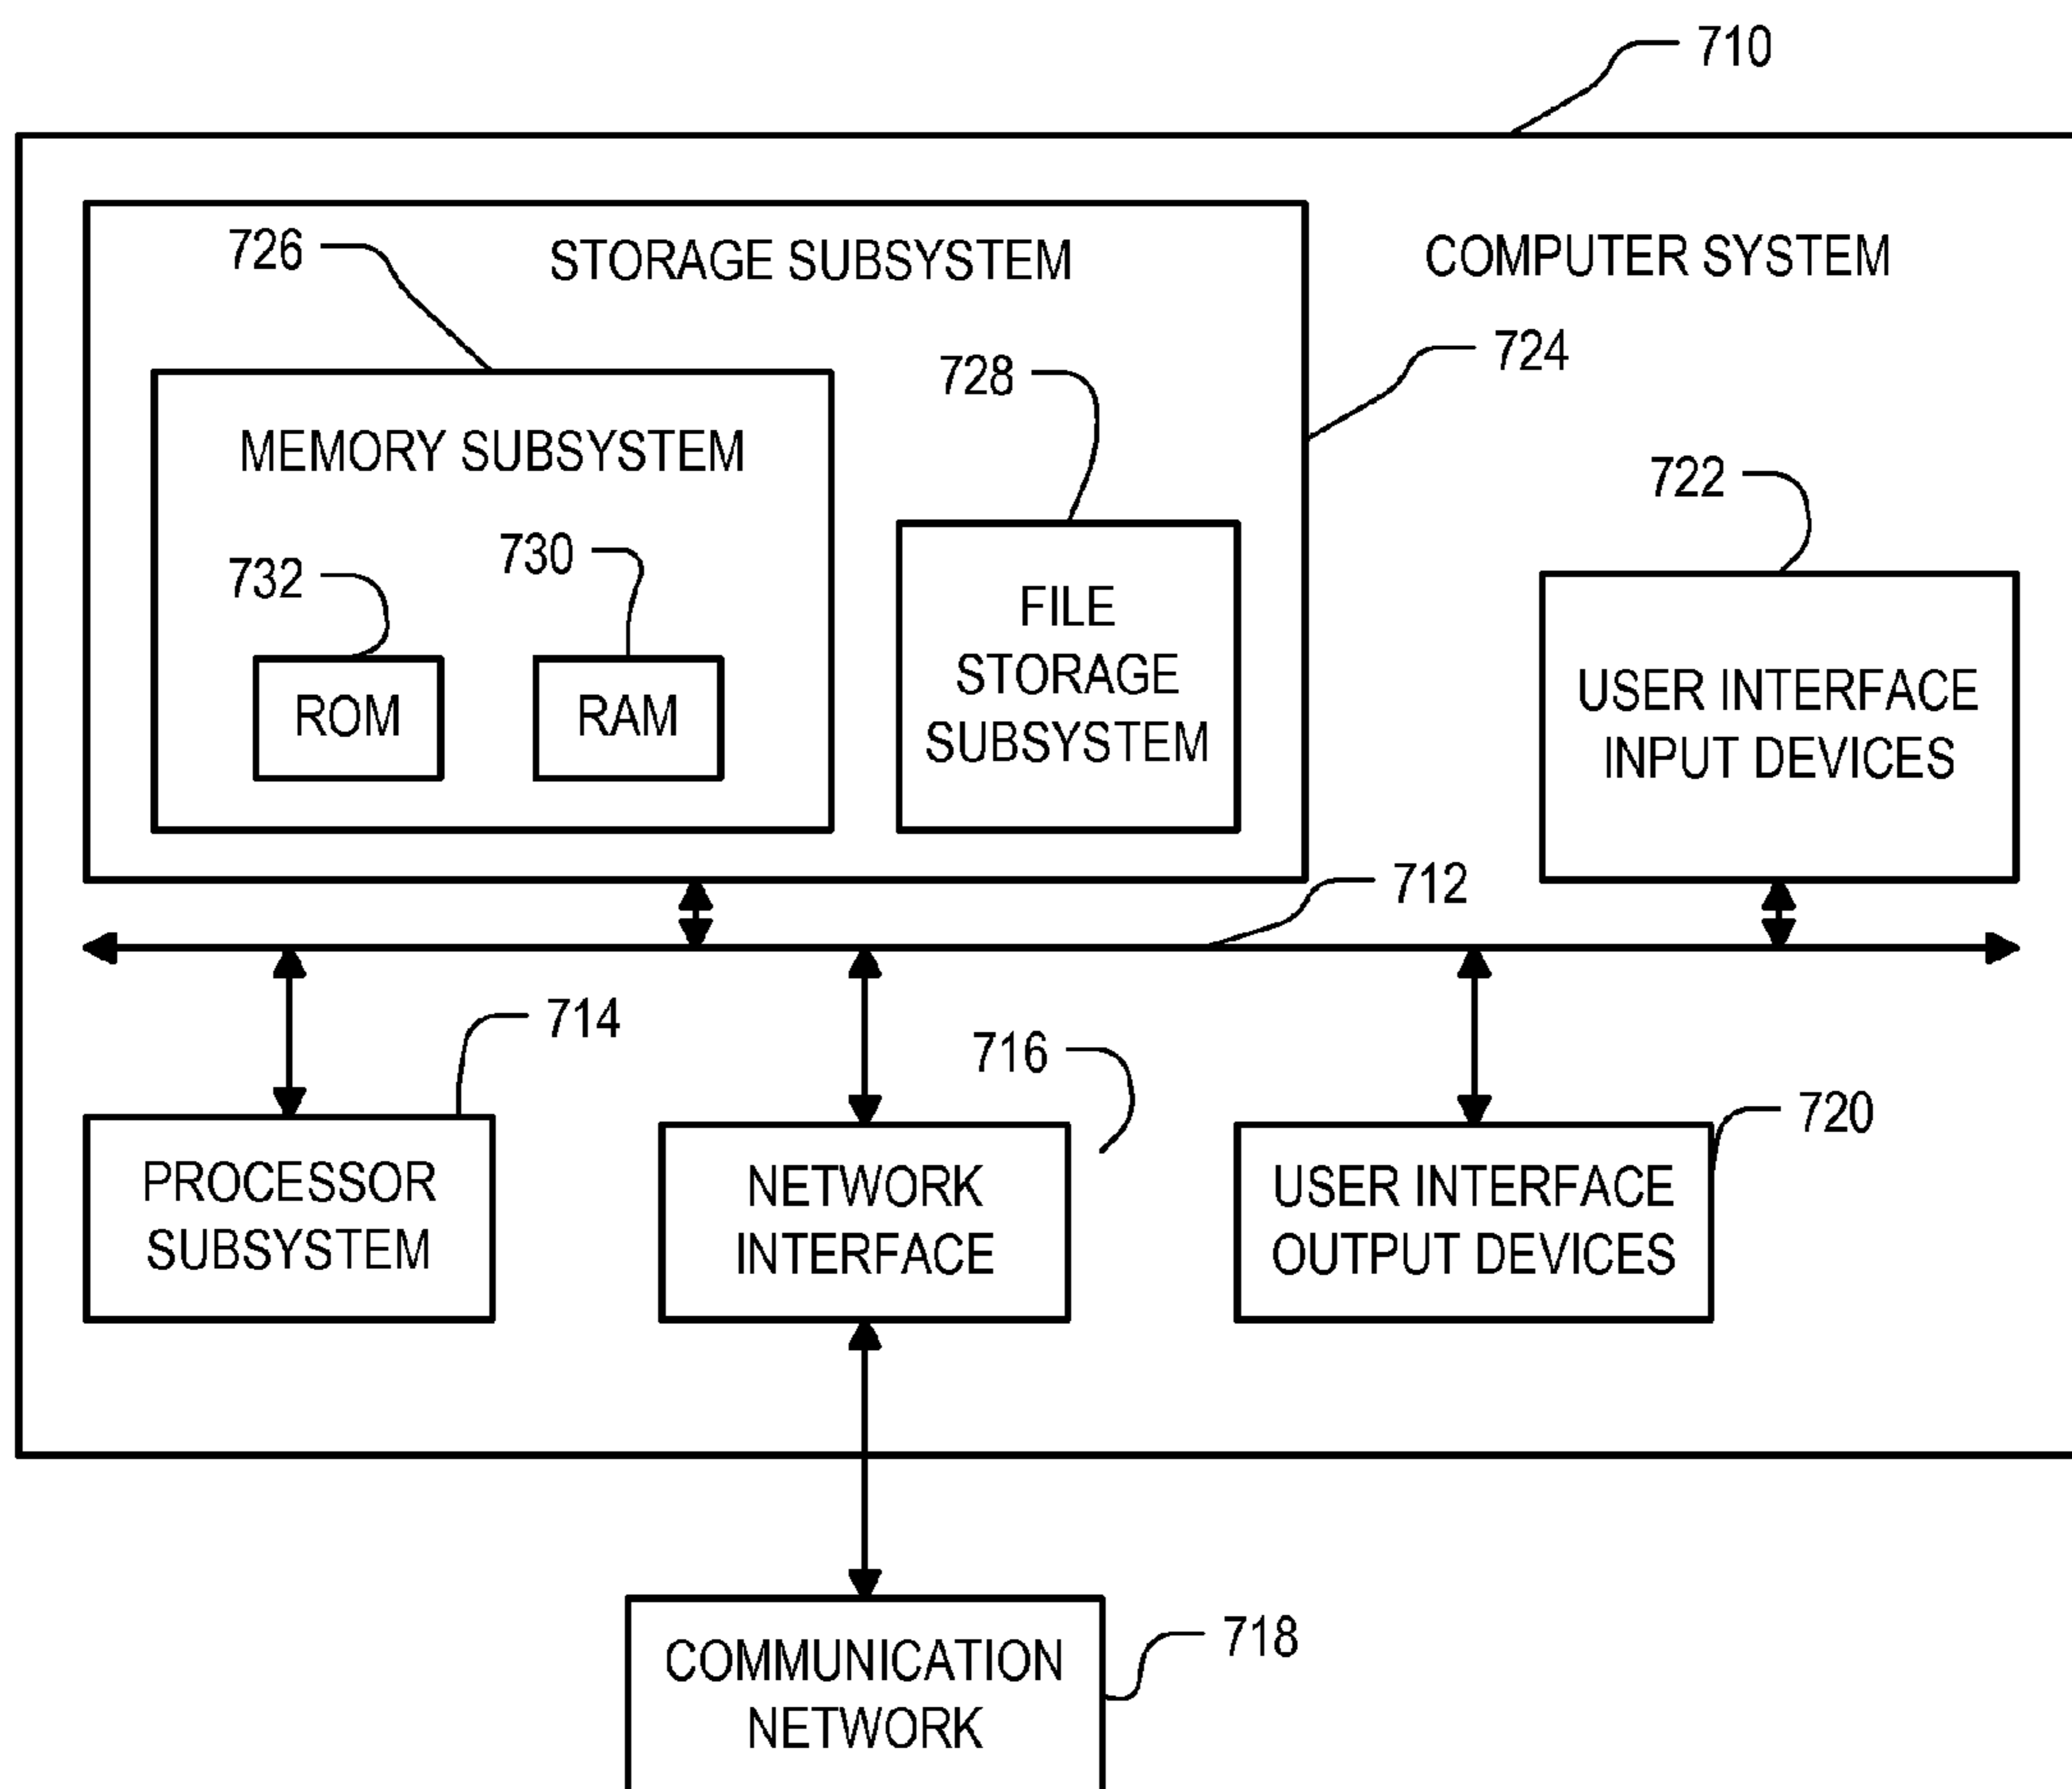 710
726
STORAGE SUBSYSTEM
COMPUTER SYSTEM
724
728
MEMORY SUBSYSTEM
722
732
730
FILE
STORAGE
SUBSYSTEM
ROM
RAM
USER INTERFACE
INPUT DEVICES
712
714
716
720
PROCESSOR
SUBSYSTEM
NETWORK
INTERFACE
USER INTERFACE
OUTPUT DEVICES
718
COMMUNICATION
NETWORK